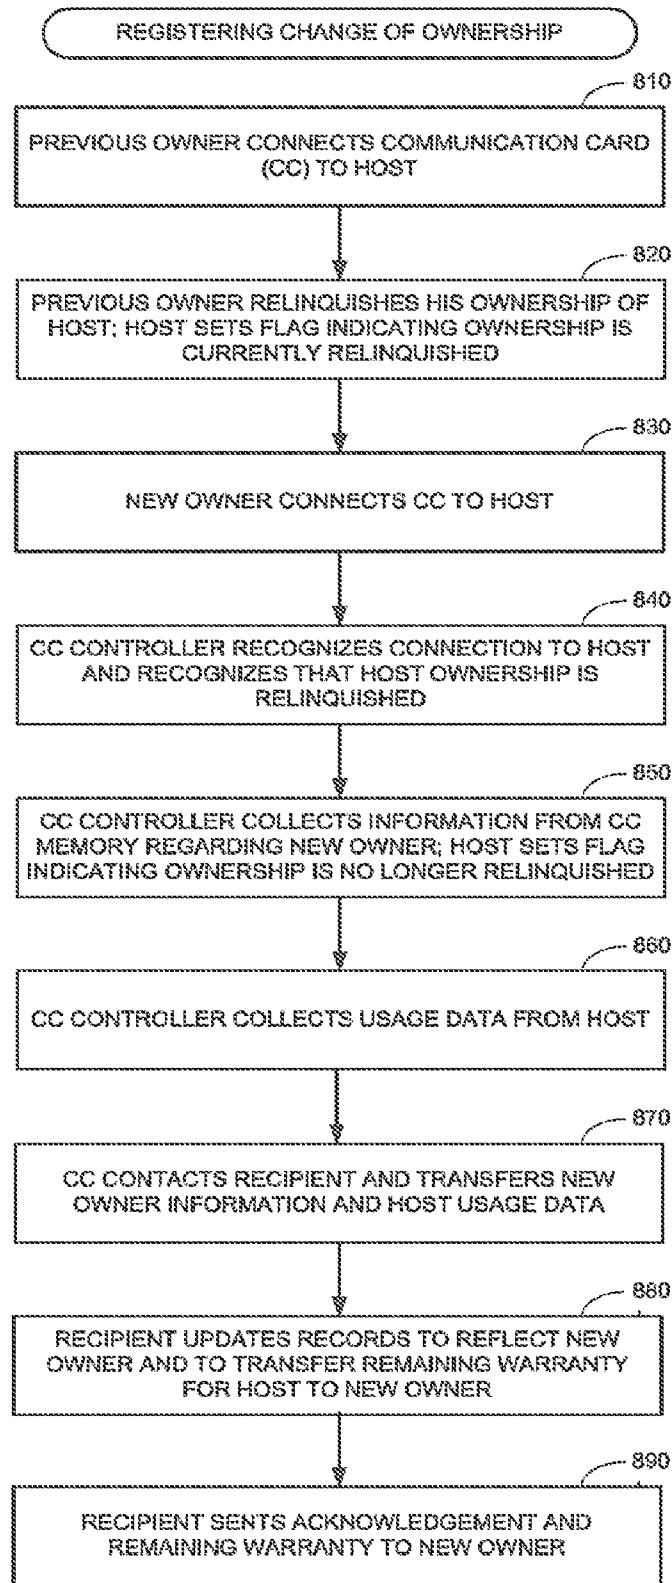 REGISTERING CHANGE OF OWNERSHIP
810
PREVIOUS OWNER CONNECTS COMMUNICATION CARD
(CC) TO HOST
820
PREVIOUS OWNER RELINQUISHES HIS OWNERSHIP OF
HOST; HOST SETS FLAG INDICATING OWNERSHIP IS
CURRENTLY RELINQUISHED
830
NEW OWNER CONNECTS CC TO HOST
840
CC CONTROLLER RECOGNIZES CONNECTION TO HOST
AND RECOGNIZES THAT HOST OWNERSHIP IS
RELINQUISHED
850
CC CONTROLLER COLLECTS INFORMATION FROM CC
MEMORY REGARDING NEW OWNER; HOST SETS FLAG
INDICATING OWNERSHIP IS NO LONGER RELINQUISHED
860
CC CONTROLLER COLLECTS USAGE DATA FROM HOST
870
CC CONTACTS RECIPIENT AND TRANSFERS NEW
OWNER INFORMATION AND HOST USAGE DATA
880
RECIPIENT UPDATES RECORDS TO REFLECT NEW
OWNER AND TO TRANSFER REMAINING WARRANTY
FOR HOST TO NEW OWNER
890
RECIPIENT SENTS ACKNOWLEDGEMENT AND
REMAINING WARRANTY TO NEW OWNER